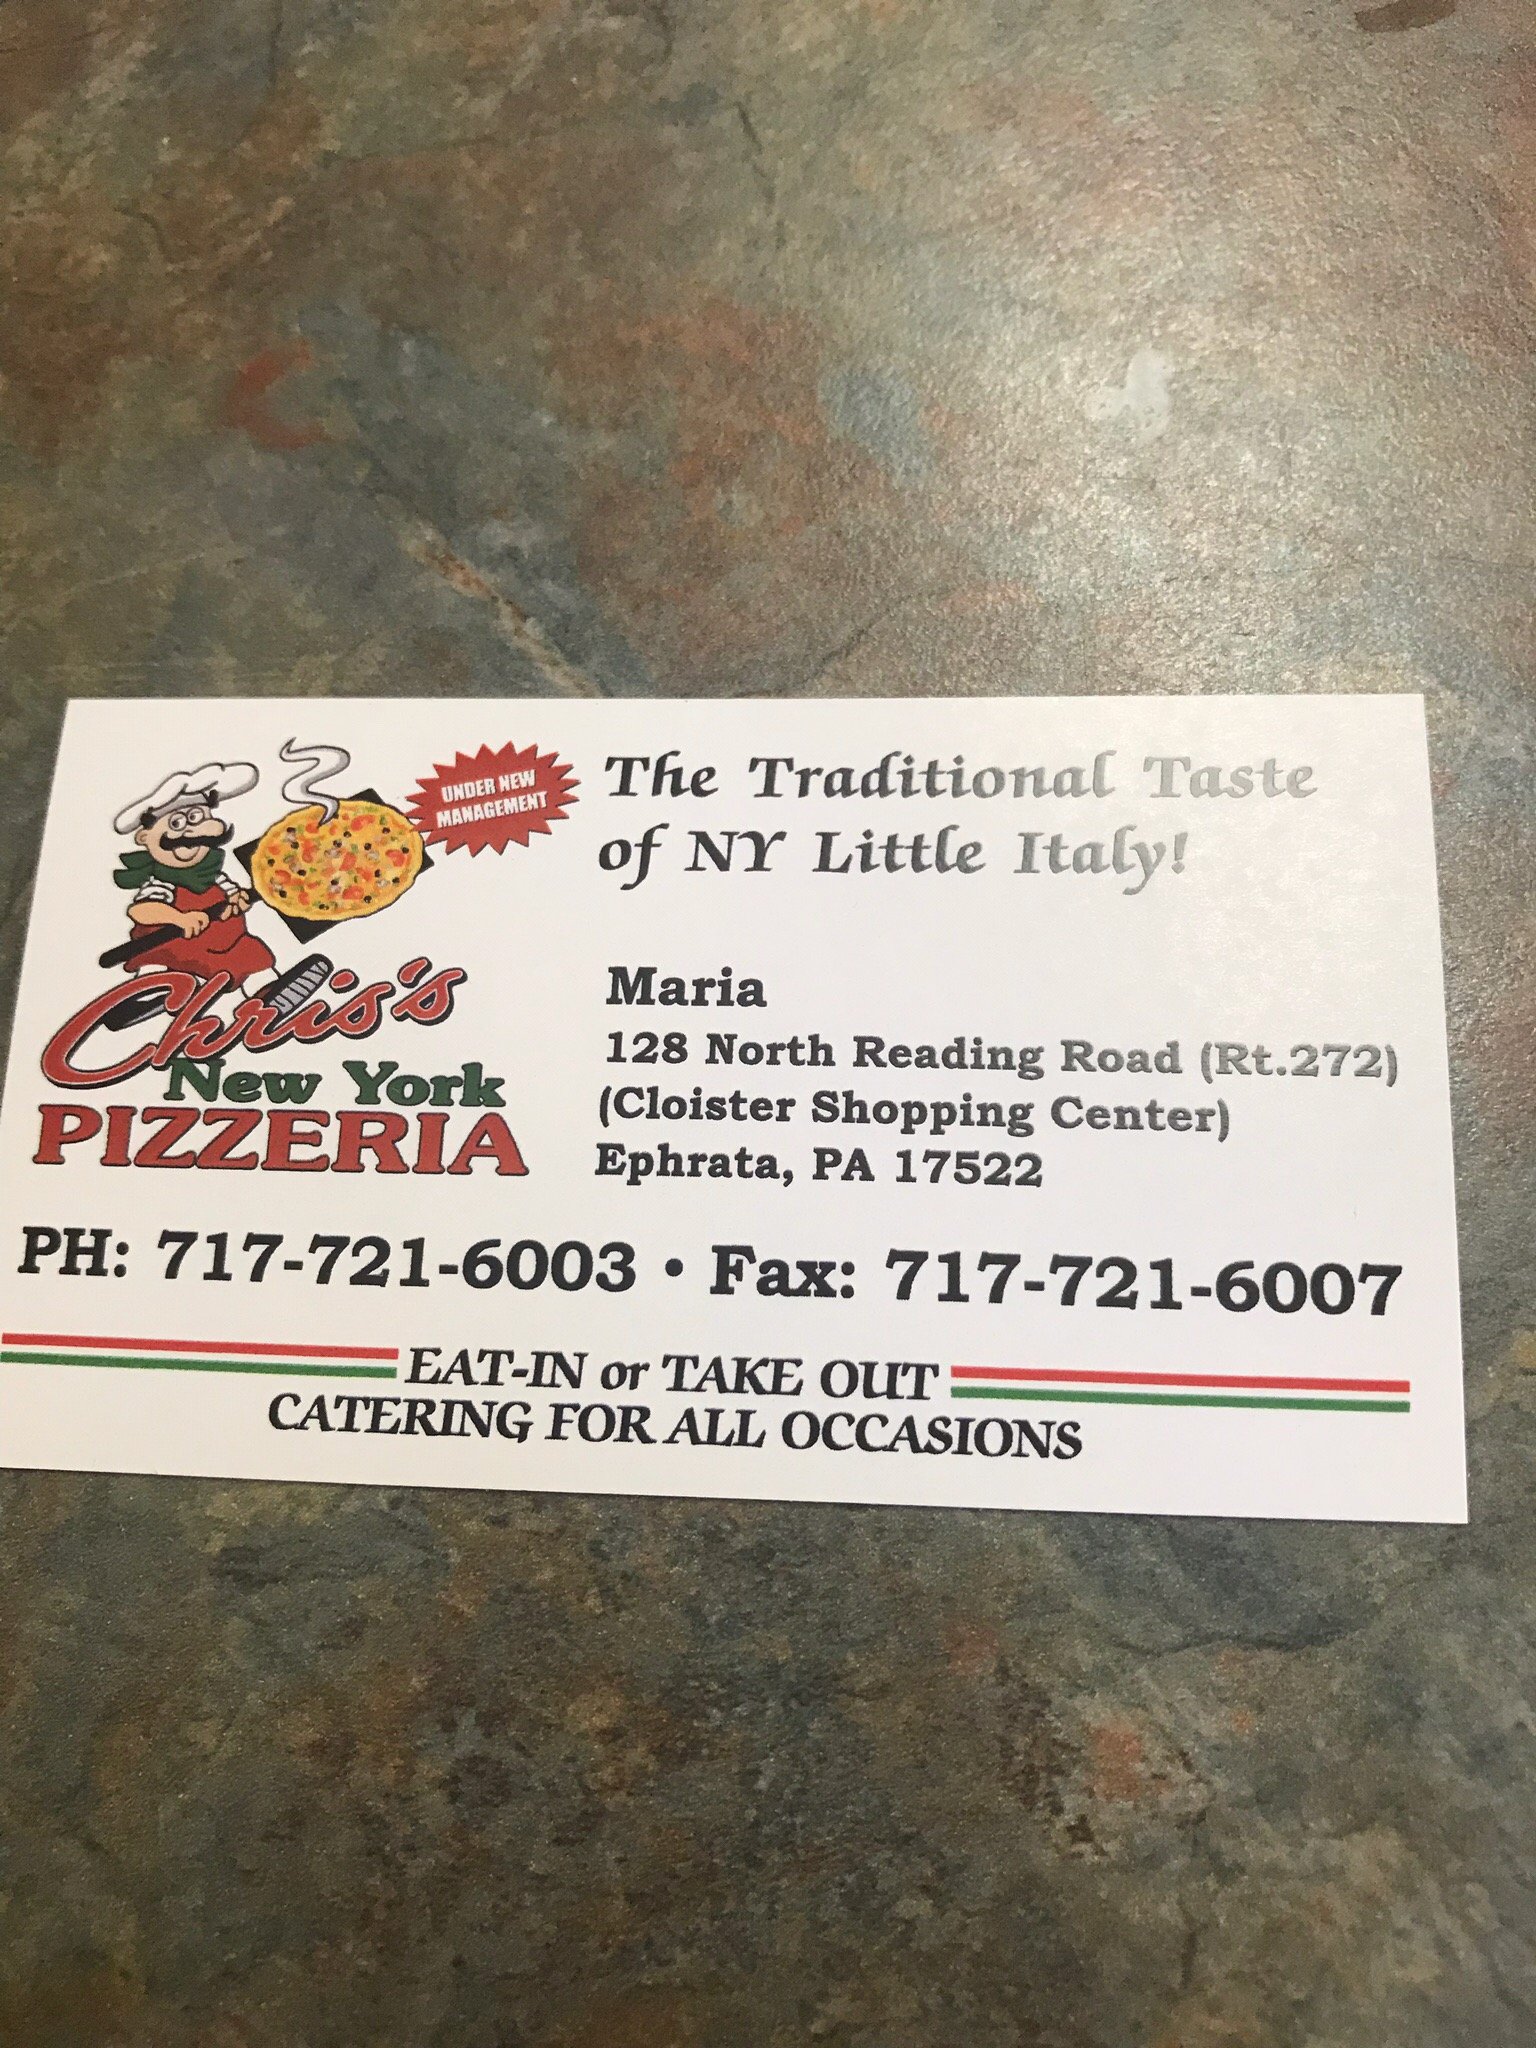 UNDER NEW
MANAGEMENT
Chris's
New York
PIZZERIA
The Traditional Taste
of NY Little Italy!
Maria
128 North Reading Road (Rt.272)
(Cloister Shopping Center)
Ephrata, PA 17522
PH: 717-721-6003 • Fax: 717-721-6007
EAT-IN or TAKE OUT
CATERING FOR ALL OCCASIONS